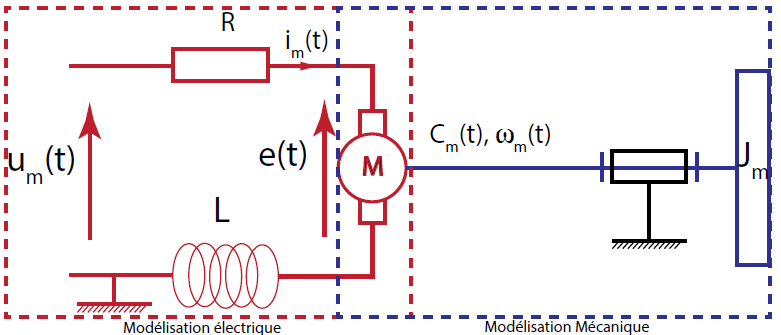 R
i_m(t)
u_m(t)
e(t)
M
C_m(t), ω_m(t)
J_m
L
Modélisation électrique
Modélisation Mécanique